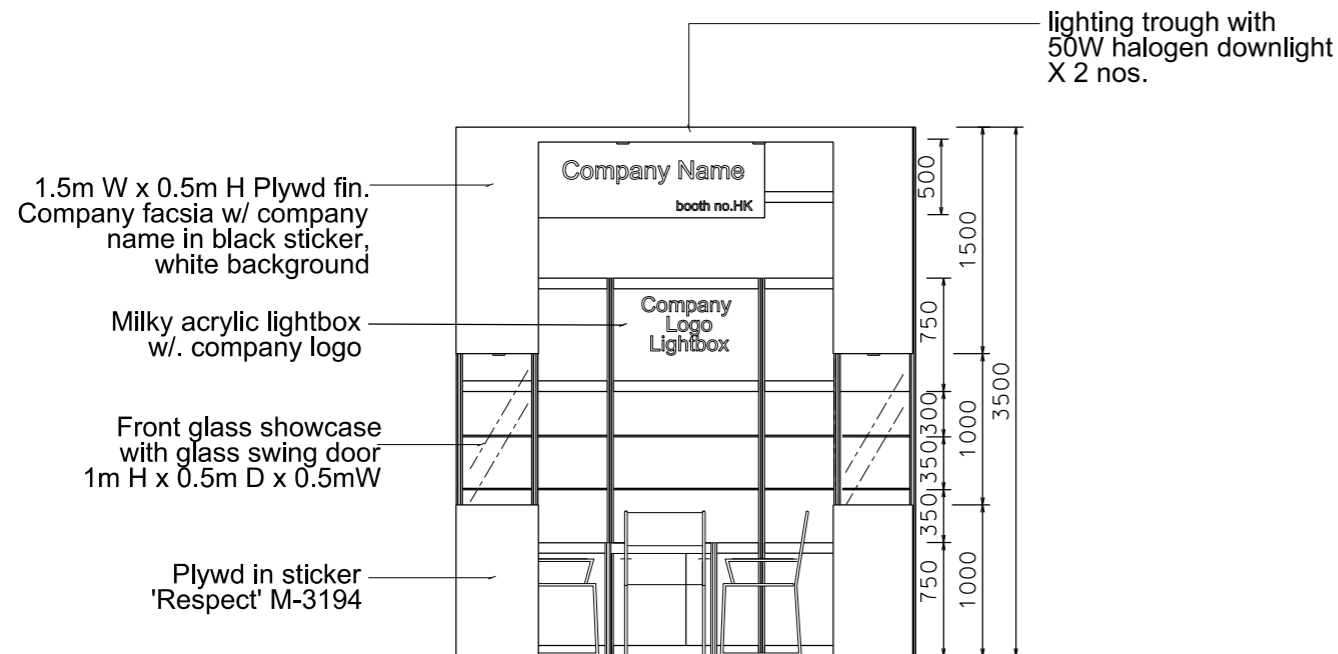 lighting trough with
50W halogen downlight
X 2 nos.
1.5m W x 0.5m H Plywd fin.
Company facsia w/ company
name in black sticker,
white background
Milky acrylic lightbox
w/. company logo
Front glass showcase
with glass swing door
1m H x 0.5m D x 0.5mW
Plywd in sticker
'Respect' M-3194
Company Name
booth no.HK
Company
Logo
Lightbox
500
750
300
350
350
750
1500
1000
1000
3500